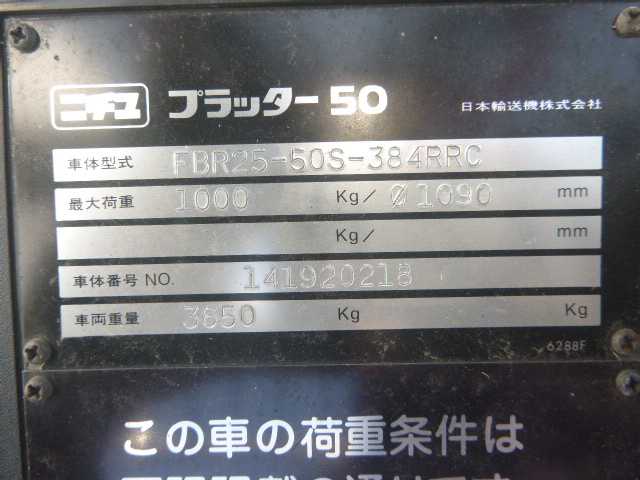 ニチユ プラッター50 日本輸送機株式会社
車体型式 FBR25-50S-384RRC
最大荷重 1000 Kg/ Ø1090 mm
Kg/ mm
車体番号 NO. 141920218
車両重量 3650 Kg Kg
6288F
この車の荷重条件は